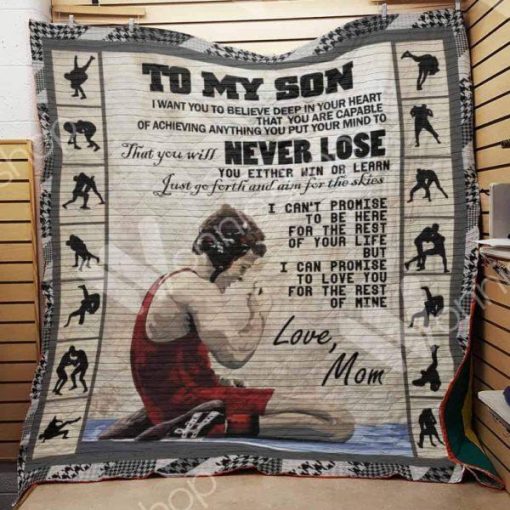 TO MY SON
I WANT YOU TO BELIEVE DEEP IN YOUR HEART
THAT YOU ARE CAPABLE
OF ACHIEVING ANYTHING YOU PUT YOUR MIND TO
That you will NEVER LOSE
YOU EITHER WIN OR LEARN
Just go forth and aim for the skies
I CAN'T PROMISE
TO BE HERE
FOR THE REST
OF YOUR LIFE
BUT
I CAN PROMISE
TO LOVE YOU
FOR THE REST
OF MINE
Love,
Mom